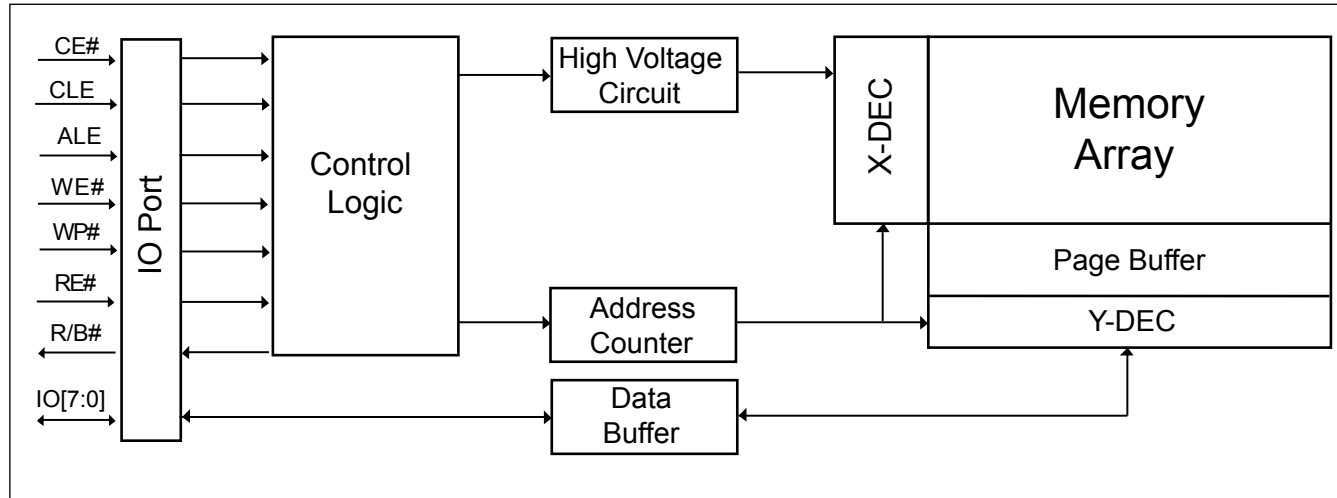 CE#
CLE
ALE
WE#
WP#
RE#
R/B#
IO[7:0]
IO Port
Control
Logic
High Voltage
Circuit
Address
Counter
Data
Buffer
X-DEC
Memory
Array
Page Buffer
Y-DEC